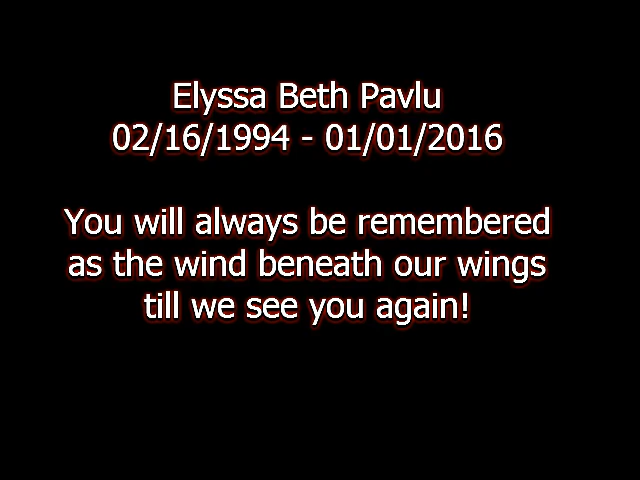 Elyssa Beth Pavlu
02/16/1994 - 01/01/2016
You will always be remembered
as the wind beneath our wings
till we see you again!